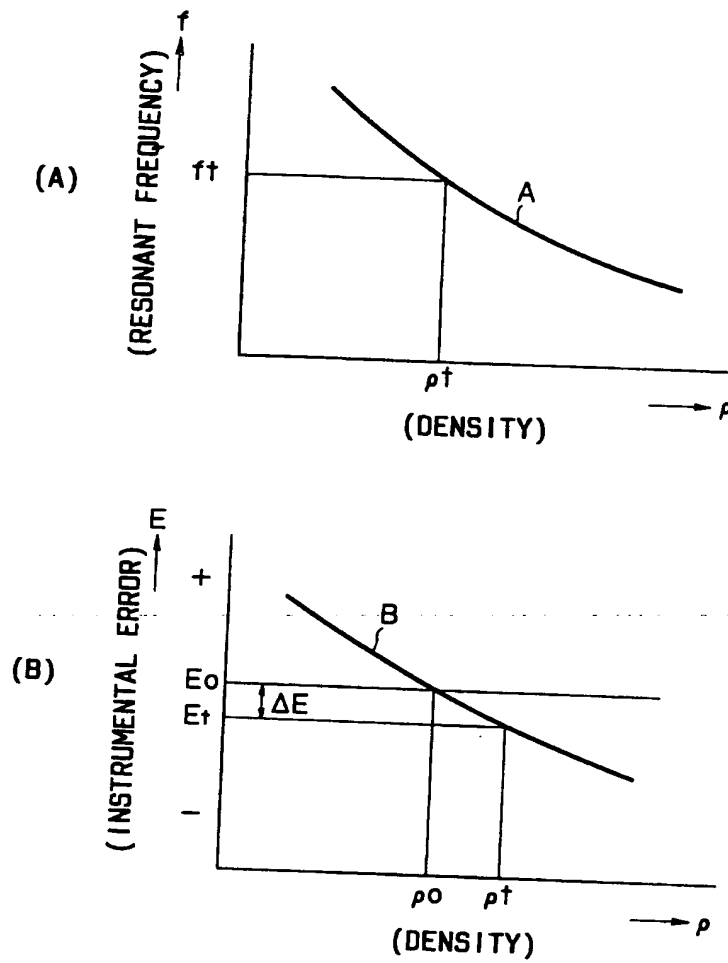 f
(RESONANT FREQUENCY)
(A)
ft
A
ρt
ρ
(DENSITY)
E
(INSTRUMENTAL ERROR)
+
B
(B)
Eo
ΔE
Et
−
ρo ρt
ρ
(DENSITY)